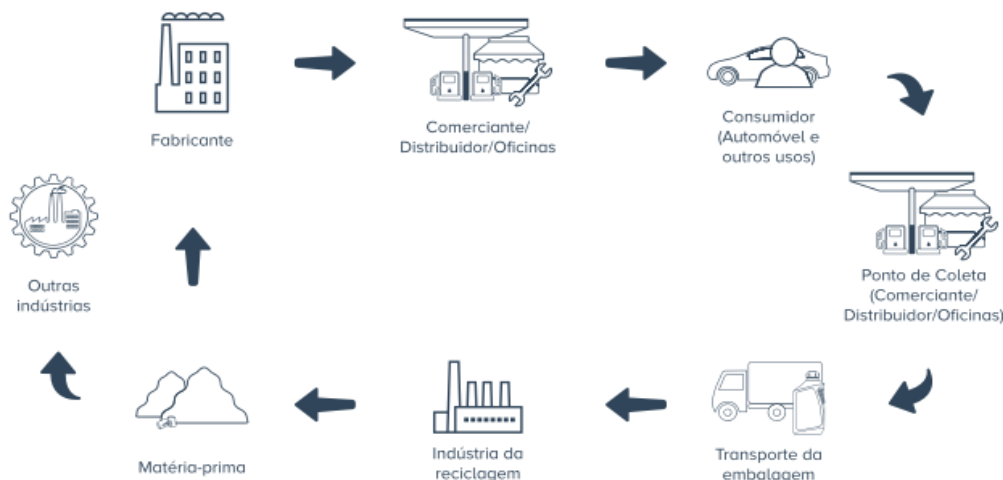 Fabricante
Comerciante/
Distribuidor/Oficinas
Consumidor
(Automóvel e
outros usos)
Ponto de Coleta
(Comerciante/
Distribuidor/Oficinas)
Transporte da
embalagem
Indústria da
reciclagem
Matéria-prima
Outras
indústrias